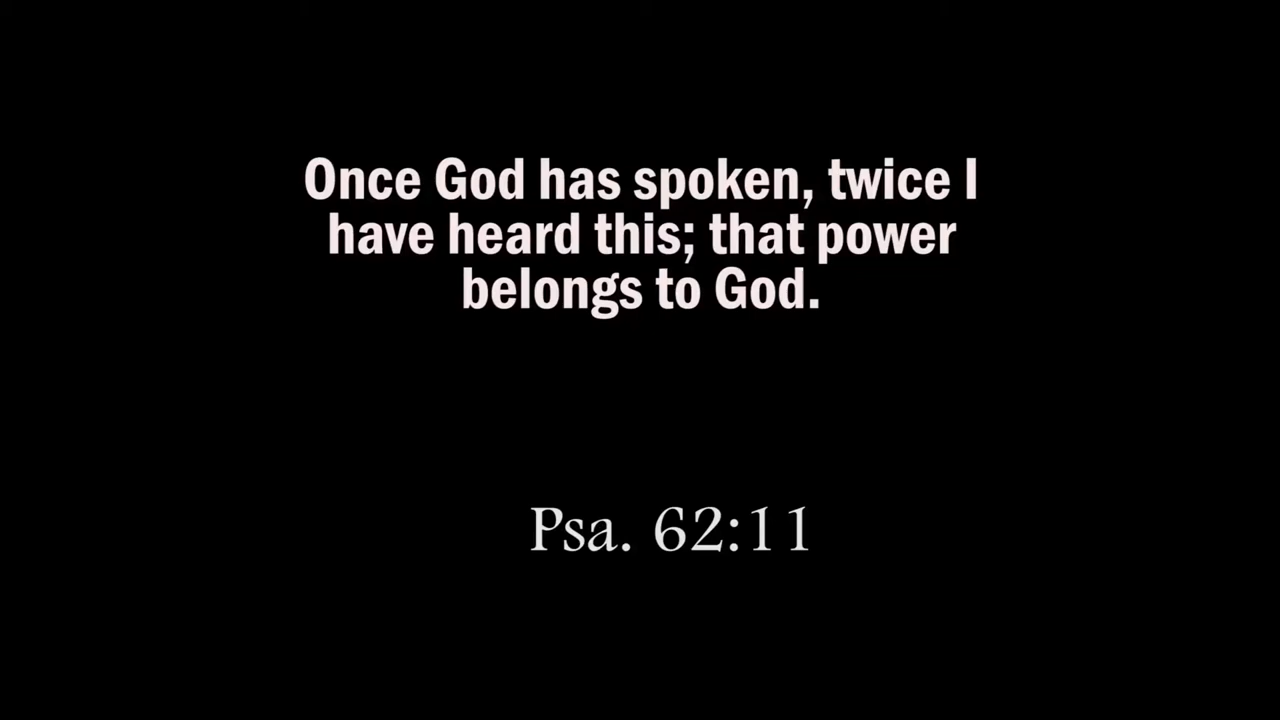 Once God has spoken, twice I
have heard this; that power
belongs to God.
Psa. 62:11